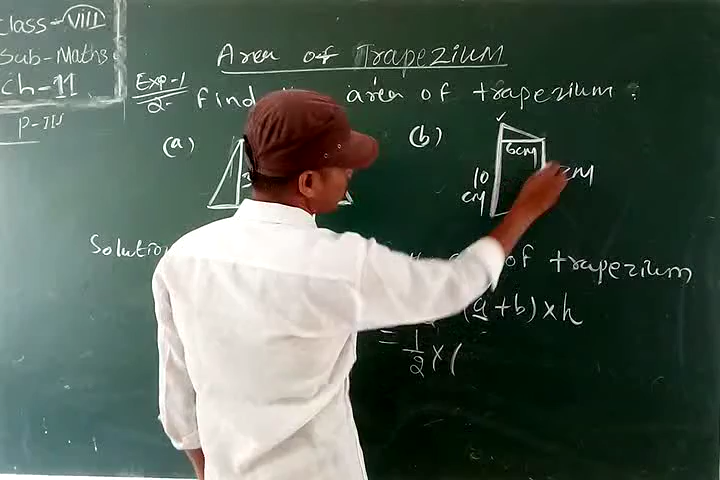 Class - VIII
Sub - Maths
Ch - 11
P - III
Area of Trapezium
Exp-1
2- Find area of trapezium :
(a)
(b)
6cm
10
cm
cm
Solution
of trapezium
(a+b)×h
= 1/2 × (